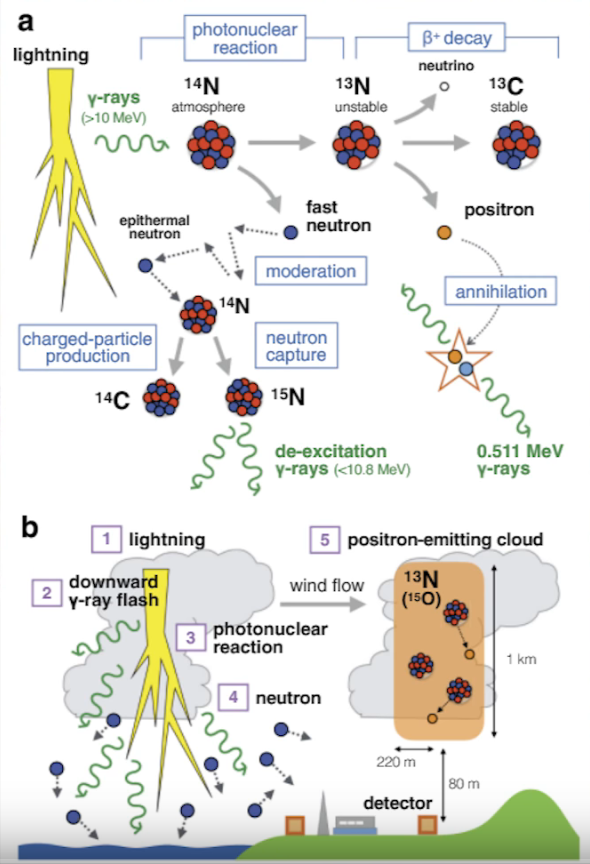 a
lightning
photonuclear
reaction
β⁺ decay
neutrino
γ-rays
(>10 MeV)
¹⁴N
atmosphere
¹³N
unstable
¹³C
stable
epithermal
neutron
fast
neutron
positron
moderation
annihilation
¹⁴N
charged-particle
production
neutron
capture
¹⁴C
¹⁵N
de-excitation
γ-rays (<10.8 MeV)
0.511 MeV
γ-rays
b
1 lightning
5 positron-emitting cloud
2 downward
γ-ray flash
wind flow
¹³N
(¹⁵O)
3 photonuclear
reaction
4 neutron
1 km
220 m
80 m
detector